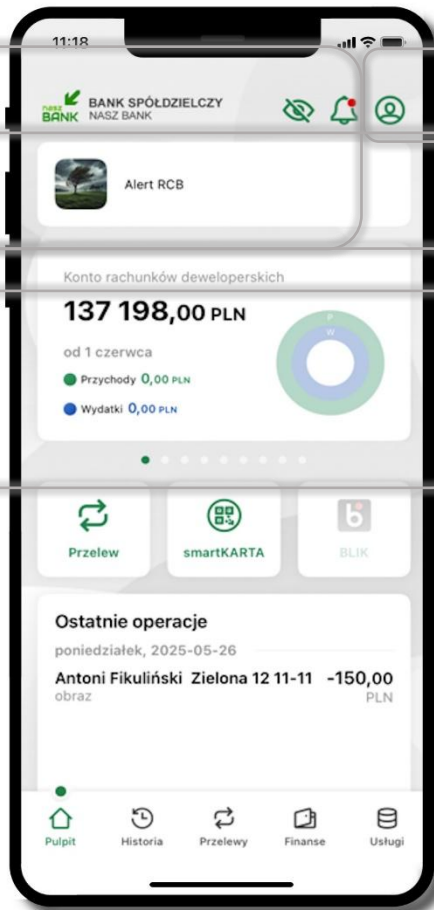 11:18
nasz BANK
BANK SPÓŁDZIELCZY
NASZ BANK
Alert RCB
Konto rachunków deweloperskich
137 198,00 PLN
od 1 czerwca
Przychody 0,00 PLN
Wydatki 0,00 PLN
P
W
Przelew smartKARTA BLIK
Ostatnie operacje
poniedziałek, 2025-05-26
Antoni Fikuliński Zielona 12 11-11 -150,00
obraz PLN
Pulpit Historia Przelewy Finanse Usługi